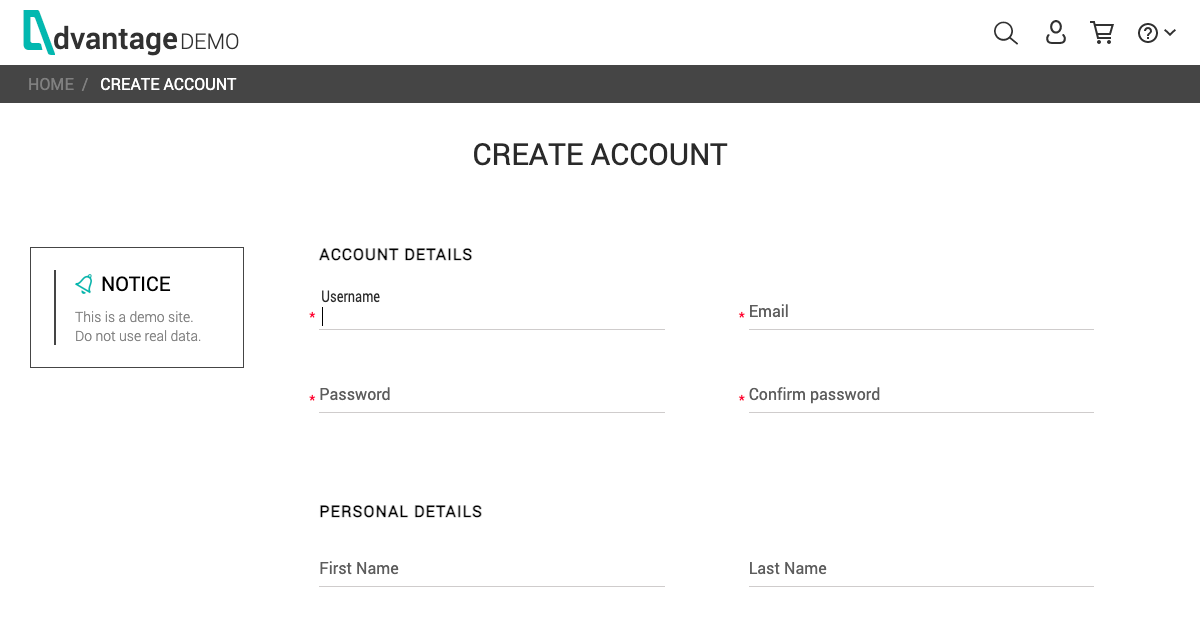 dvantage DEMO
HOME / CREATE ACCOUNT
CREATE ACCOUNT
NOTICE
This is a demo site.
Do not use real data.
ACCOUNT DETAILS
Username
* 
* Email
* Password
* Confirm password
PERSONAL DETAILS
First Name
Last Name